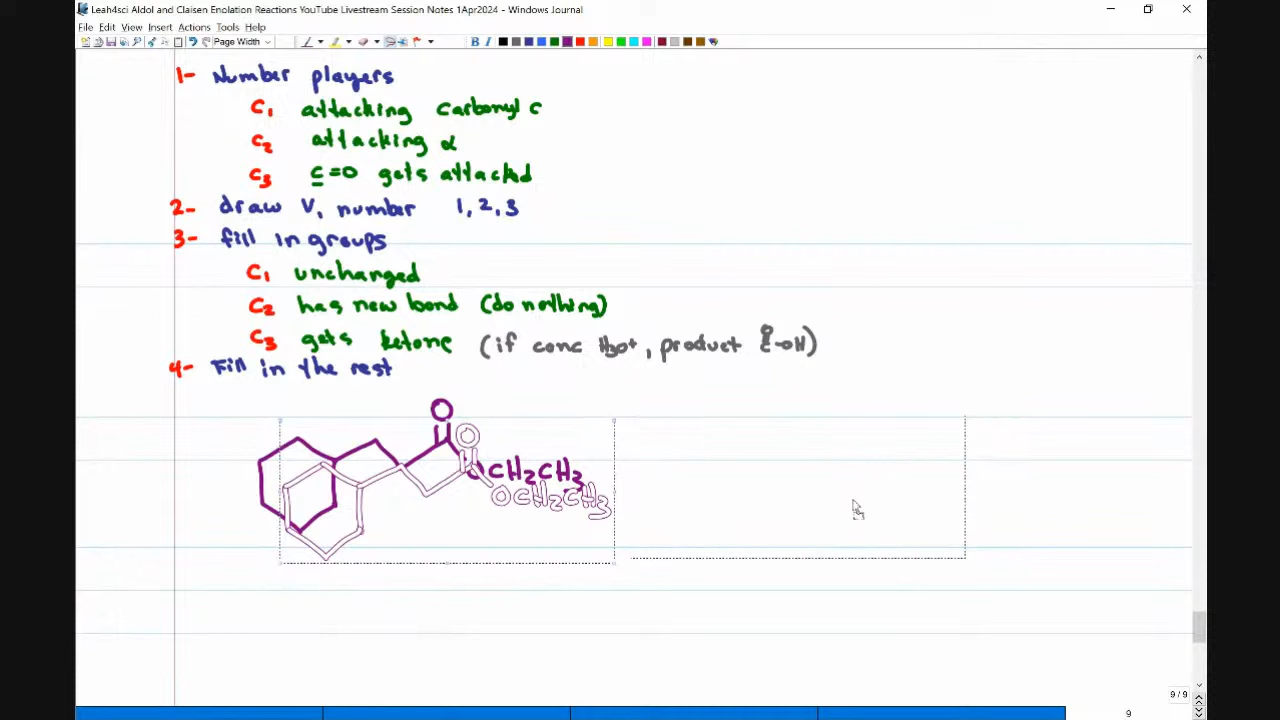 Leah4sci Aldol and Claisen Enolation Reactions YouTube Livestream Session Notes 1Apr2024 - Windows Journal
File Edit View Insert Actions Tools Help
Page Width B I
1- Number players
C1 attacking carbonyl c
C2 attacking α
C3 C=O gets attacked
2- draw V, number 1, 2, 3
3- fill in groups
C1 unchanged
C2 has new bond (do nothing)
C3 gets ketone (if conc H3O+, product -OH)
4- Fill in the rest
O
O
OCH2CH3
OCH2CH3
9 / 9
9